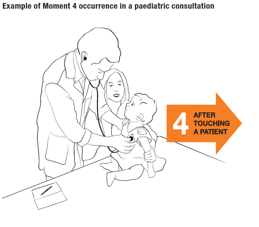 Example of Moment 4 occurrence in a paediatric consultation
4
AFTER
TOUCHING
A PATIENT